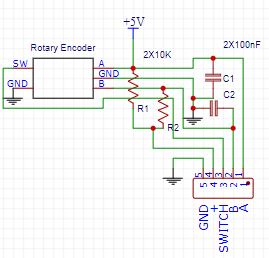 +5V
Rotary Encoder
2X10K
2X100nF
SW
A
GND
C1
GND
B
C2
R1
R2
5 4 3 2 1
GND
+
SWITCH
B
A